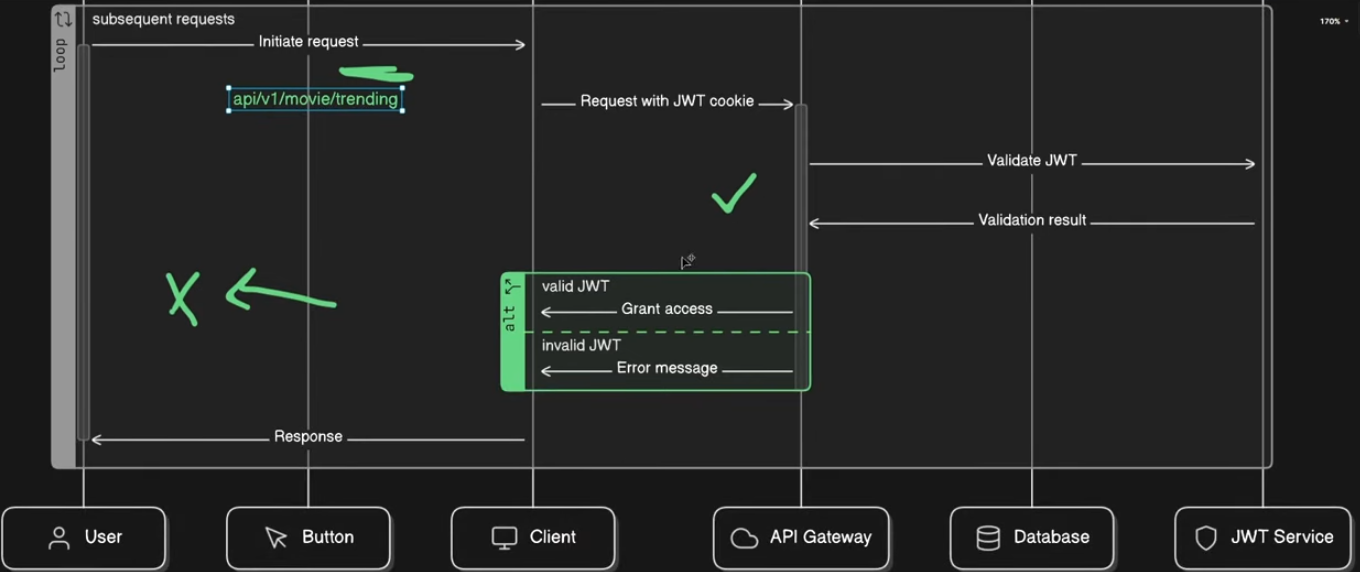 subsequent requests
170%
loop
Initiate request
api/v1/movie/trending
Request with JWT cookie
Validate JWT
Validation result
alt
valid JWT
Grant access
invalid JWT
Error message
Response
User
Button
Client
API Gateway
Database
JWT Service